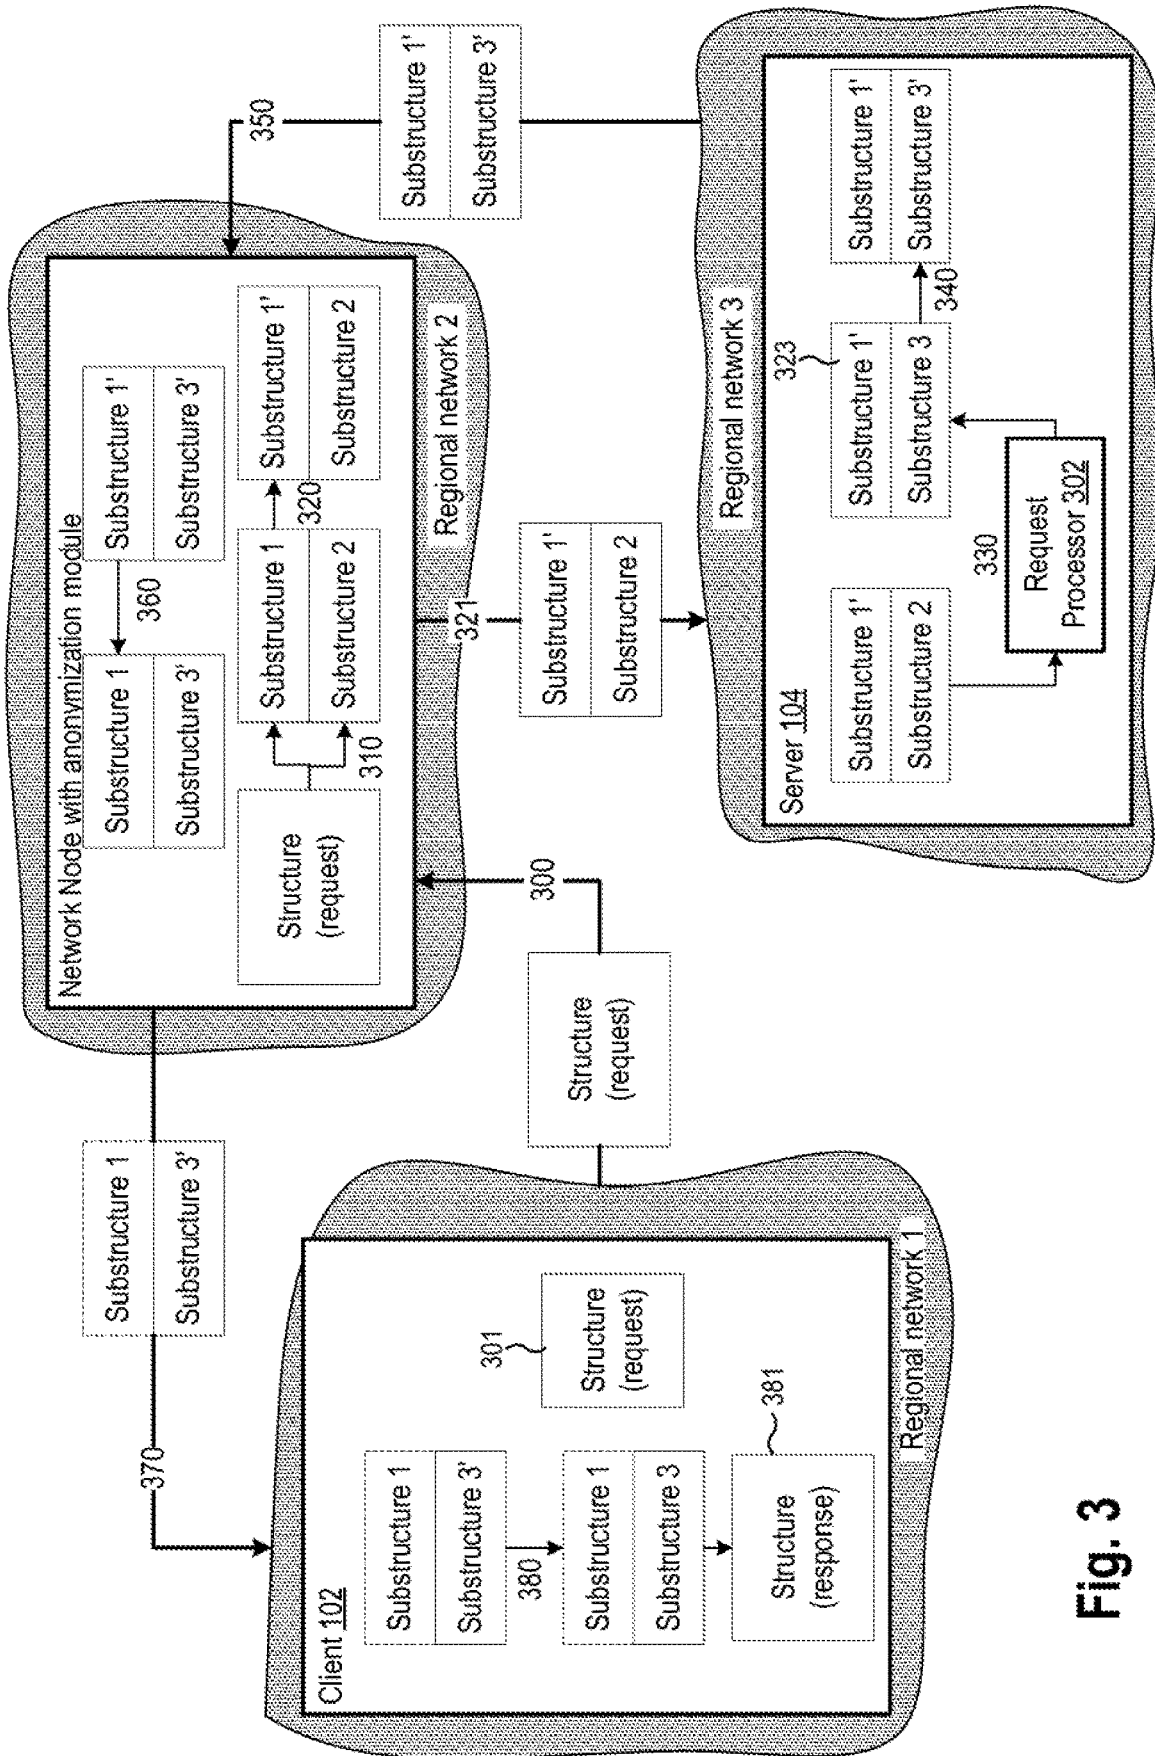 Substructure 1
Substructure 3'
370
Network Node with anonymization module
Substructure 1
Substructure 3'
360
Substructure 1'
Substructure 3'
Structure
(request)
310
Substructure 1
Substructure 2
320
Substructure 1'
Substructure 2
Regional network 2
350
Substructure 1'
Substructure 3'
Client 102
Substructure 1
Substructure 3'
380
Substructure 1
Substructure 3
Structure
(response)
381
301
Structure
(request)
Regional network 1
Structure
(request)
300
321
Substructure 1'
Substructure 2
Regional network 3
Server 104
Substructure 1'
Substructure 2
330
Request
Processor 302
323
Substructure 1'
Substructure 3
340
Substructure 1'
Substructure 3'
Fig. 3